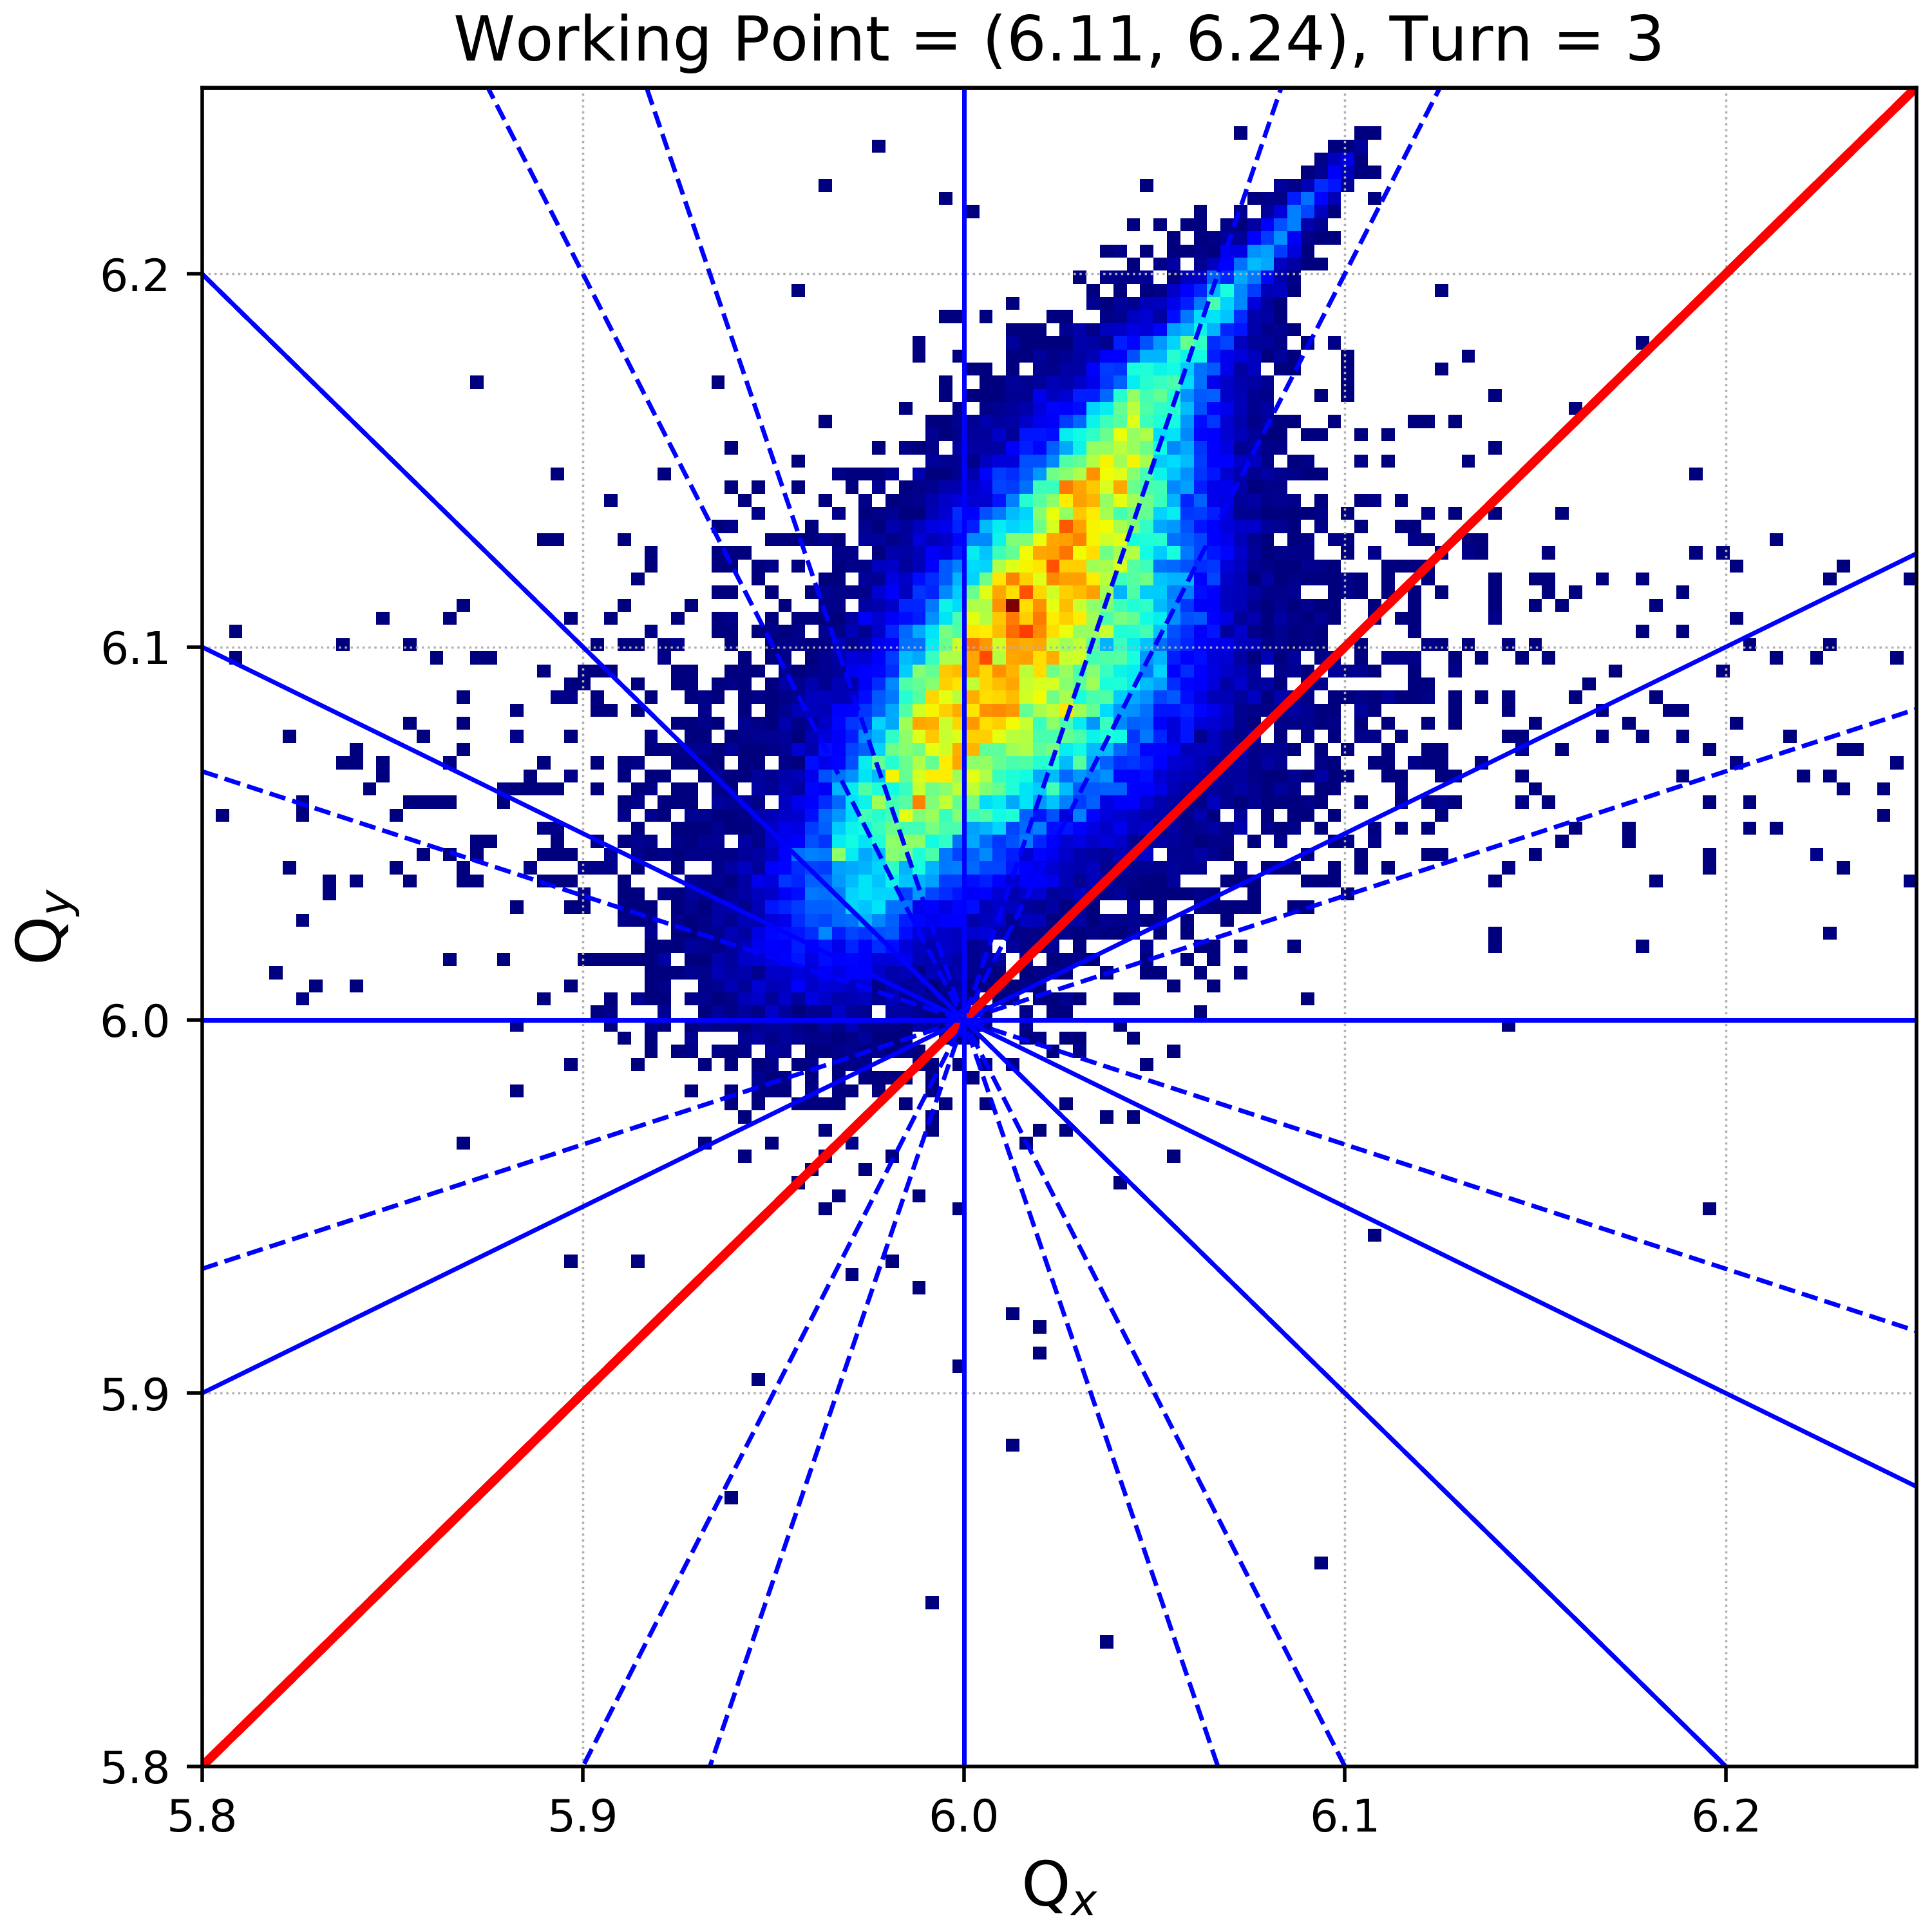 Working Point = (6.11, 6.24), Turn = 3
6.2
6.1
6.0
5.9
5.8
Qy
5.8 5.9 6.0 6.1 6.2
Qx